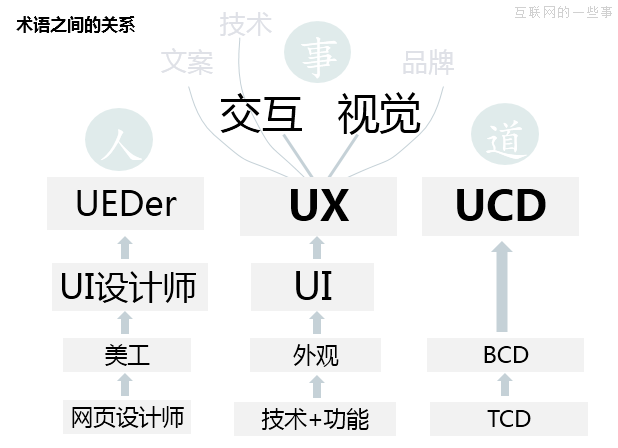 术语之间的关系
互联网的一些事
技术
文案
事
品牌
交互
视觉
人
道
UEDer
UX
UCD
UI设计师
UI
美工
外观
BCD
网页设计师
技术+功能
TCD